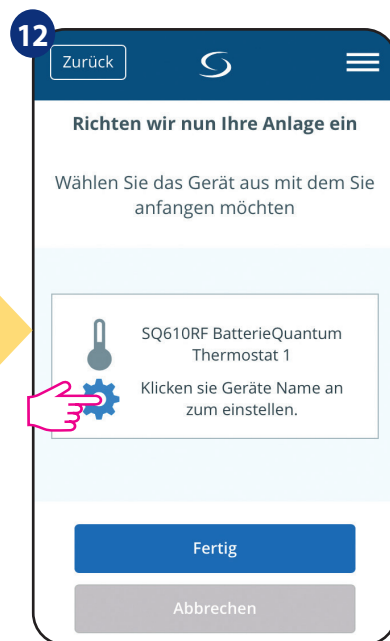 12
Zurück
Richten wir nun Ihre Anlage ein
Wählen Sie das Gerät aus mit dem Sie
anfangen möchten
SQ610RF BatterieQuantum
Thermostat 1
Klicken sie Geräte Name an
zum einstellen.
Fertig
Abbrechen